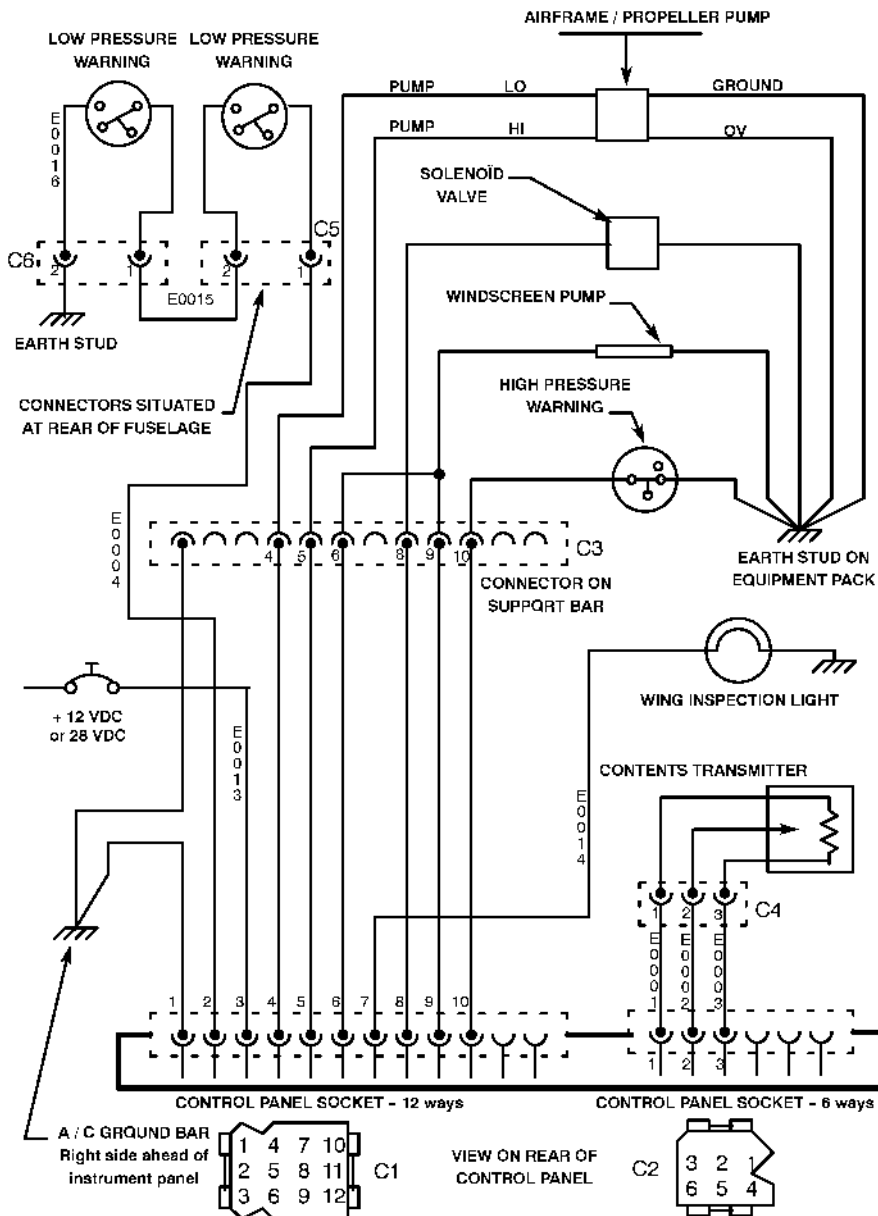 AIRFRAME / PROPELLER PUMP
LOW PRESSURE WARNING
LOW PRESSURE WARNING
PUMP LO
GROUND
PUMP HI
OV
E0016
SOLENOÏD
VALVE
C5
C6
2 1 2 1
E0015
EARTH STUD
WINDSCREEN PUMP
HIGH PRESSURE
WARNING
CONNECTORS SITUATED
AT REAR OF FUSELAGE
E0004
4 5 6 8 9 10
C3
CONNECTOR ON
SUPPORT BAR
EARTH STUD ON
EQUIPMENT PACK
WING INSPECTION LIGHT
+ 12 VDC
or 28 VDC
E0013
CONTENTS TRANSMITTER
E0014
1 2 3
C4
E0001
E0002
E0003
1 2 3 4 5 6 7 8 9 10
1 2 3
CONTROL PANEL SOCKET - 12 ways
CONTROL PANEL SOCKET - 6 ways
A / C GROUND BAR
Right side ahead of
instrument panel
1 4 7 10
2 5 8 11
3 6 9 12
C1
VIEW ON REAR OF
CONTROL PANEL
C2
3 2 1
6 5 4